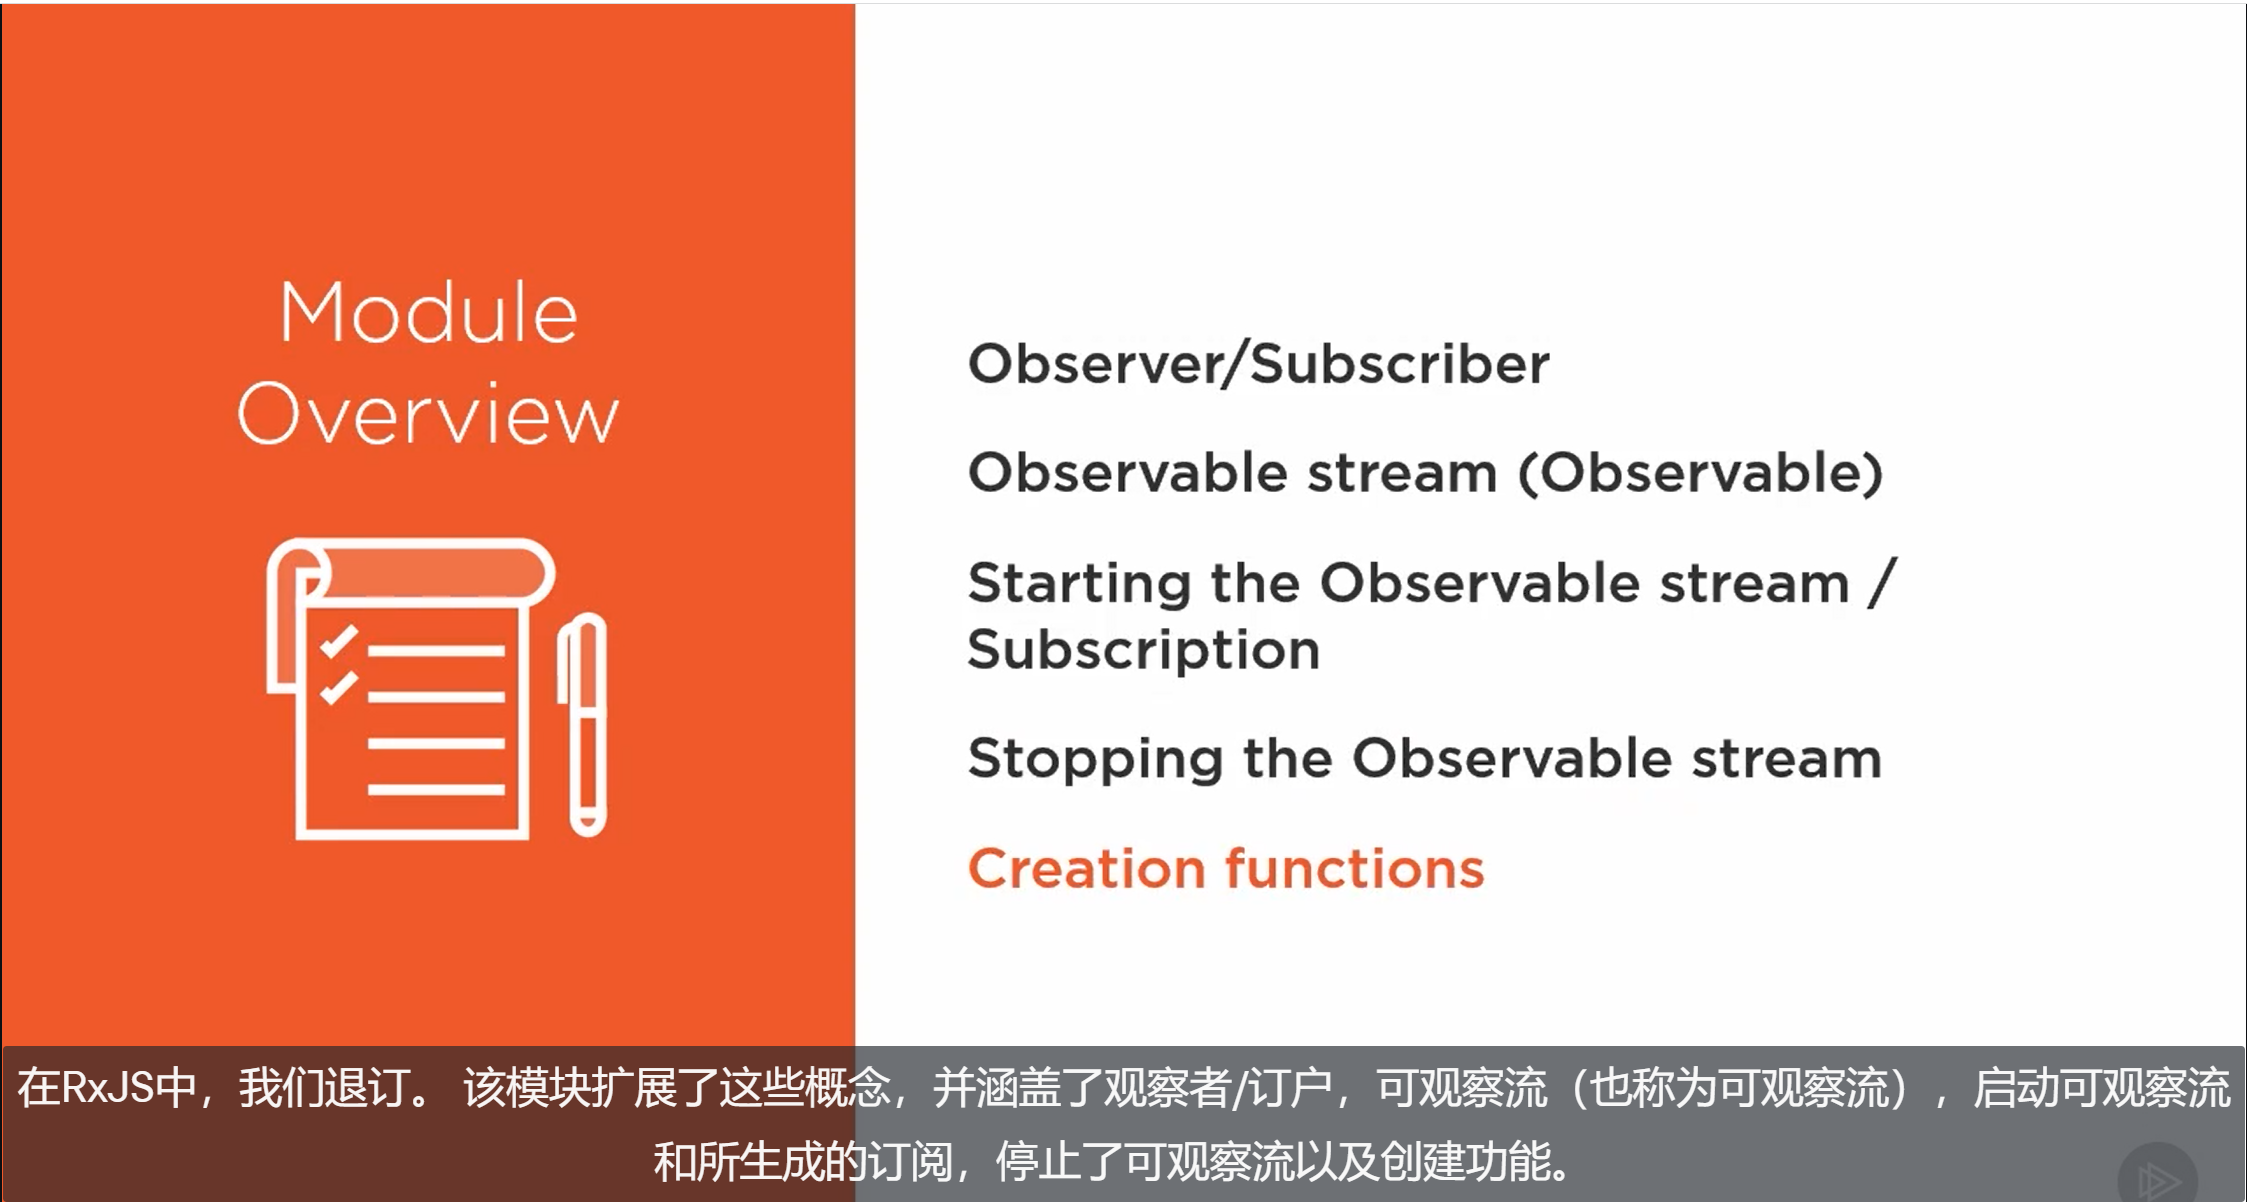 Module
Overview
Observer/Subscriber
Observable stream (Observable)
Starting the Observable stream /
Subscription
Stopping the Observable stream
Creation functions
在RxJS中，我们退订。 该模块扩展了这些概念，并涵盖了观察者/订户，可观察流（也称为可观察流），启动可观察流
和所生成的订阅，停止了可观察流以及创建功能。